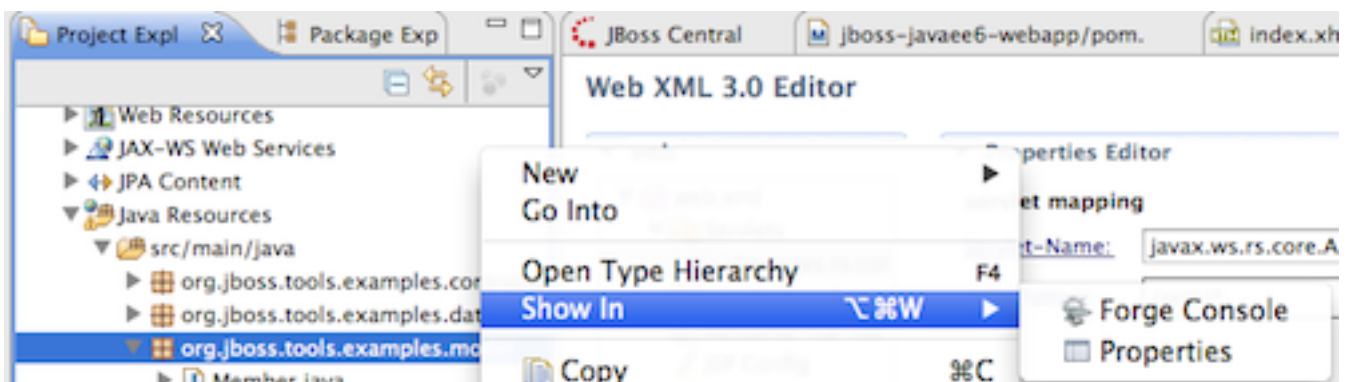 Project Expl
Package Exp
JBoss Central
jboss-javaee6-webapp/pom.
index.xh
Web XML 3.0 Editor
Web Resources
JAX-WS Web Services
JPA Content
Java Resources
src/main/java
org.jboss.tools.examples.con
org.jboss.tools.examples.dat
org.jboss.tools.examples.mo
Member.java
New
Go Into
Open Type Hierarchy F4
Show In ⌥⌘W
Copy ⌘C
Forge Console
Properties
perties Editor
et mapping
t-Name: javax.ws.rs.core.A